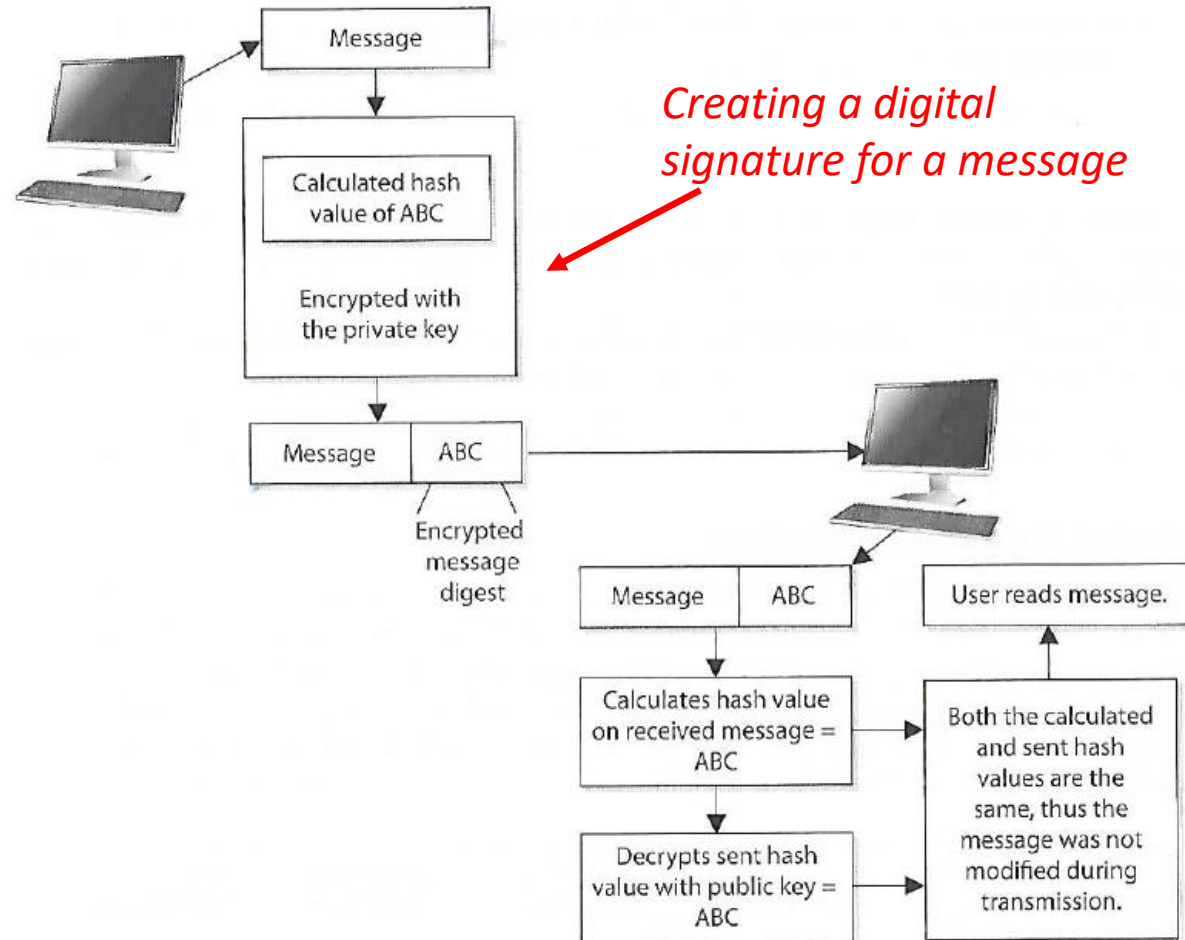 Message
Creating a digital
signature for a message
Calculated hash
value of ABC
Encrypted with
the private key
Message
ABC
Encrypted
message
digest
Message
ABC
User reads message.
Calculates hash value
on received message =
ABC
Both the calculated
and sent hash
values are the
same, thus the
message was not
modified during
transmission.
Decrypts sent hash
value with public key =
ABC